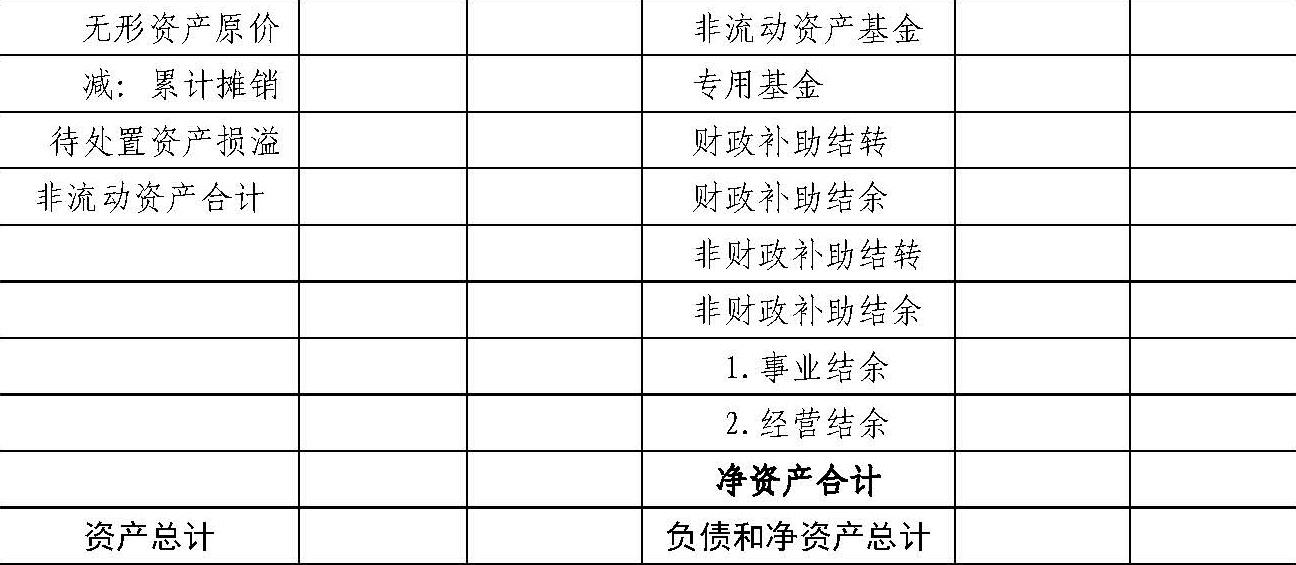 无形资产原价 非流动资产基金
减：累计摊销 专用基金
待处置资产损溢 财政补助结转
非流动资产合计 财政补助结余
非财政补助结转
非财政补助结余
1.事业结余
2.经营结余
净资产合计
资产总计 负债和净资产总计